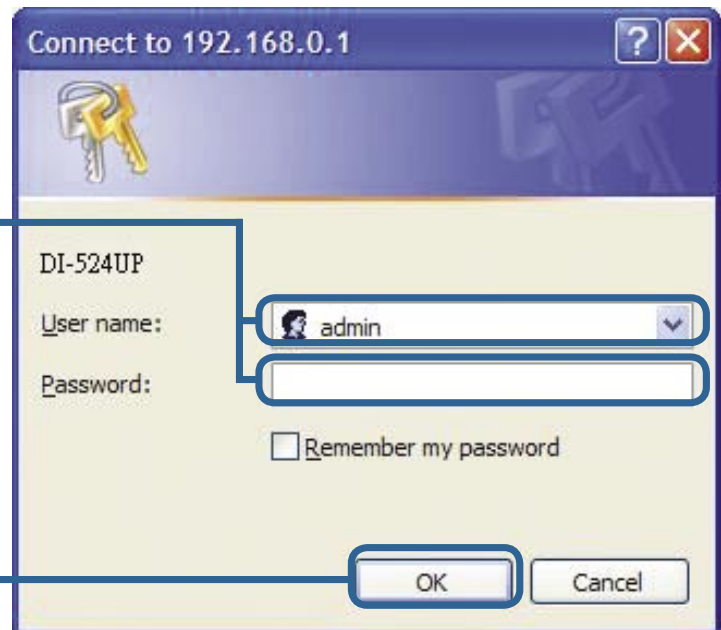 Connect to 192.168.0.1
DI-524UP
User name:
admin
Password:
Remember my password
OK
Cancel